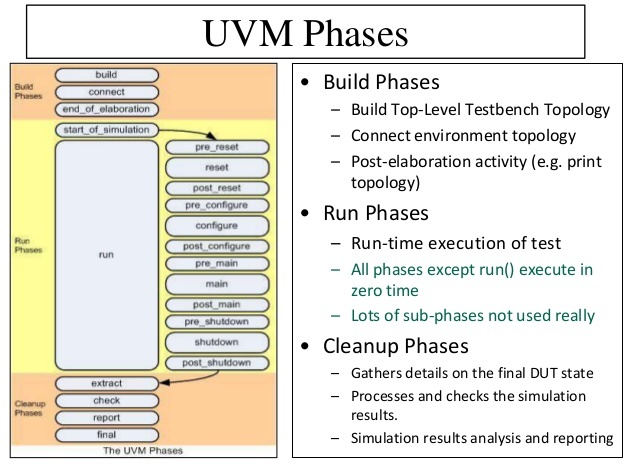 UVM Phases
Build
Phases
build
connect
end_of_elaboration
Run
Phases
start_of_simulation
run
pre_reset
reset
post_reset
pre_configure
configure
post_configure
pre_main
main
post_main
pre_shutdown
shutdown
post_shutdown
Cleanup
Phases
extract
check
report
final
The UVM Phases
• Build Phases
– Build Top-Level Testbench Topology
– Connect environment topology
– Post-elaboration activity (e.g. print
topology)
• Run Phases
– Run-time execution of test
– All phases except run() execute in
zero time
– Lots of sub-phases not used really
• Cleanup Phases
– Gathers details on the final DUT state
– Processes and checks the simulation
results.
– Simulation results analysis and reporting